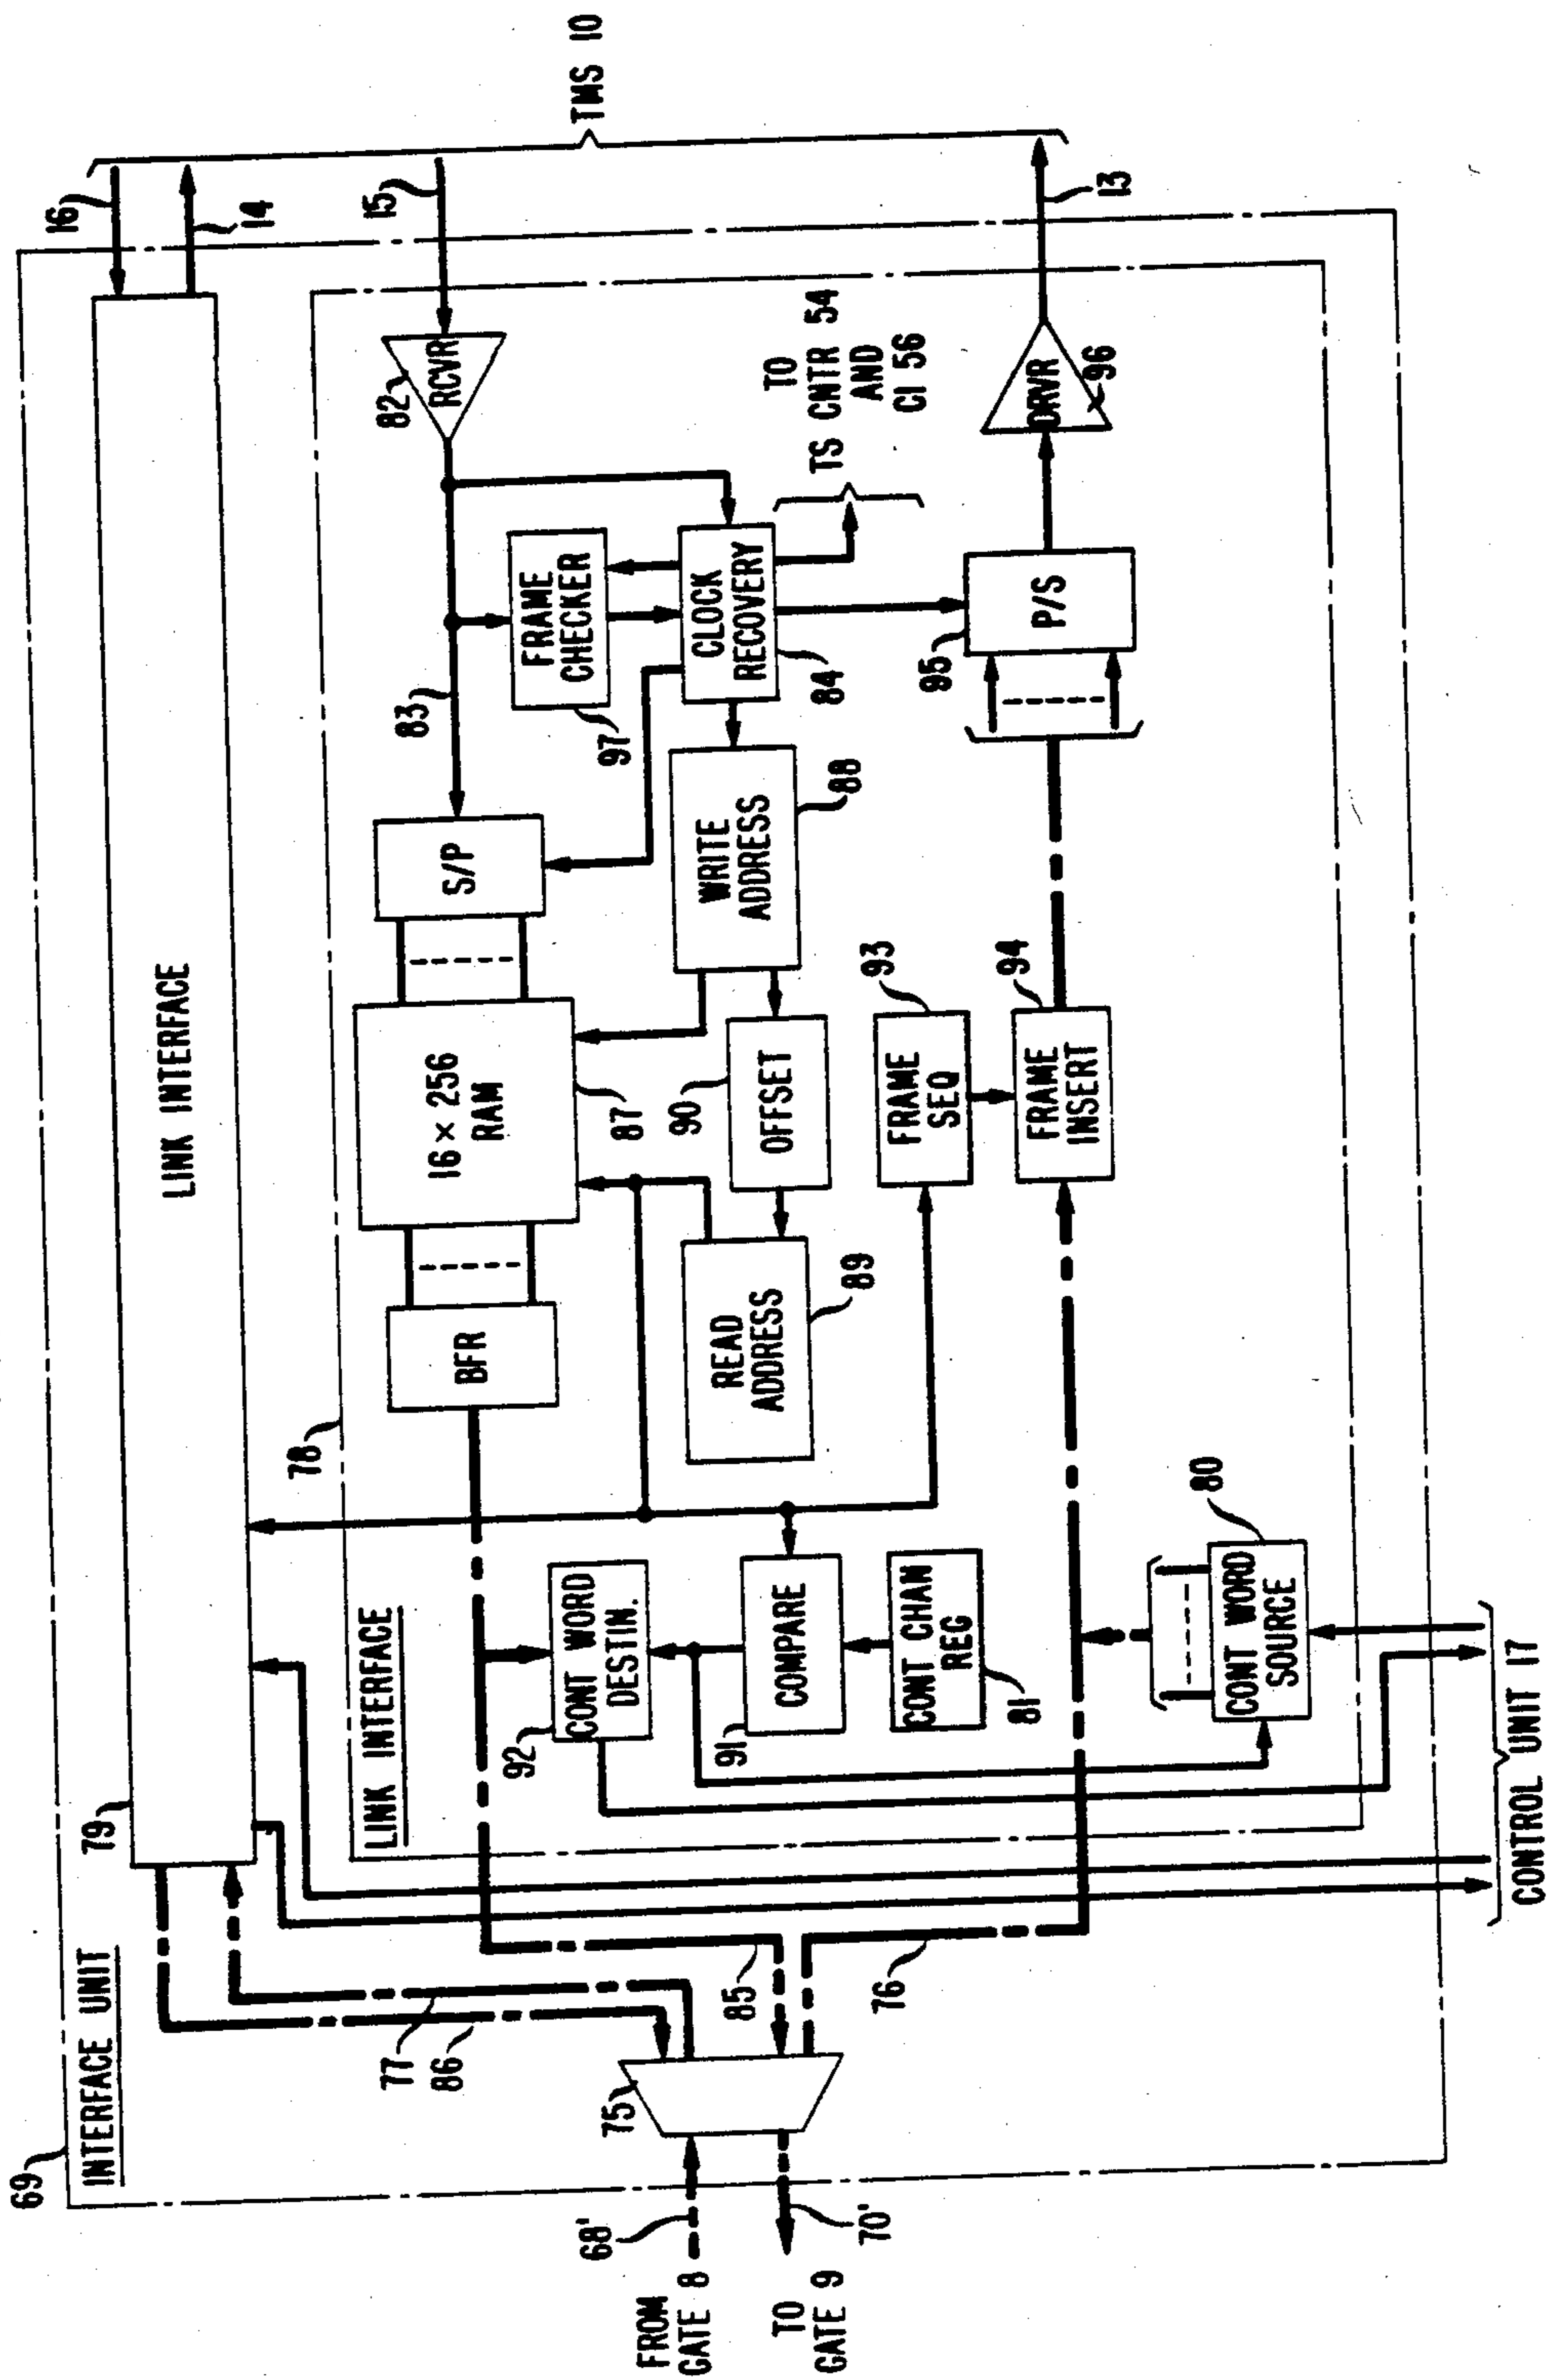 69
INTERFACE UNIT
79
LINK INTERFACE
16
14
TMS 10
77
86
78
LINK INTERFACE
BFR
16 × 256
RAM
87
S/P
83
82
RCVR
15
FRAME
CHECKER
97
CLOCK
RECOVERY
84
TO
TS CNTR 54
AND
CI 56
WRITE
ADDRESS
88
OFFSET
90
READ
ADDRESS
89
92
CONT WORD
DESTIN.
91
COMPARE
CONT CHAN
REG
81
FRAME
SEQ
93
FRAME
INSERT
94
95
P/S
DRVR
96
13
75
85
76
80
CONT WORD
SOURCE
CONTROL UNIT 17
68'
FROM
GATE 8
70'
TO
GATE 9